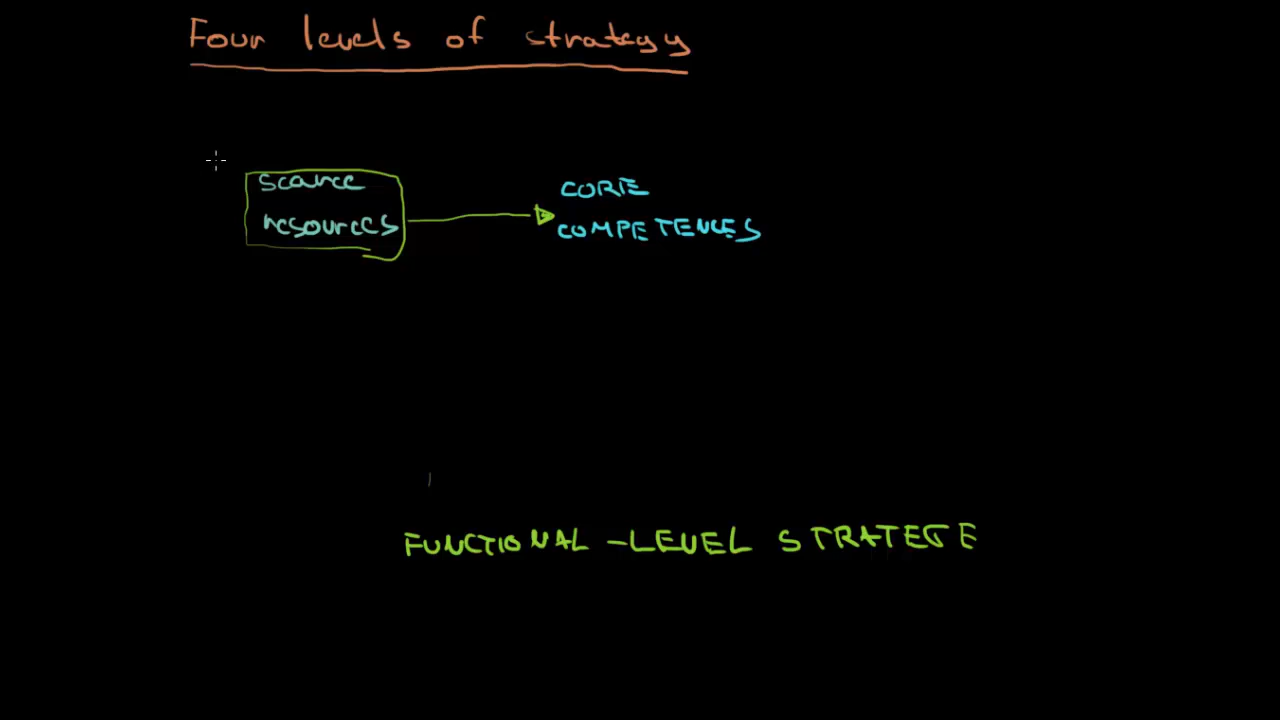 Four levels of strategy
scarce
resources
CORE
COMPETENCES
FUNCTIONAL -LEVEL STRATEGE